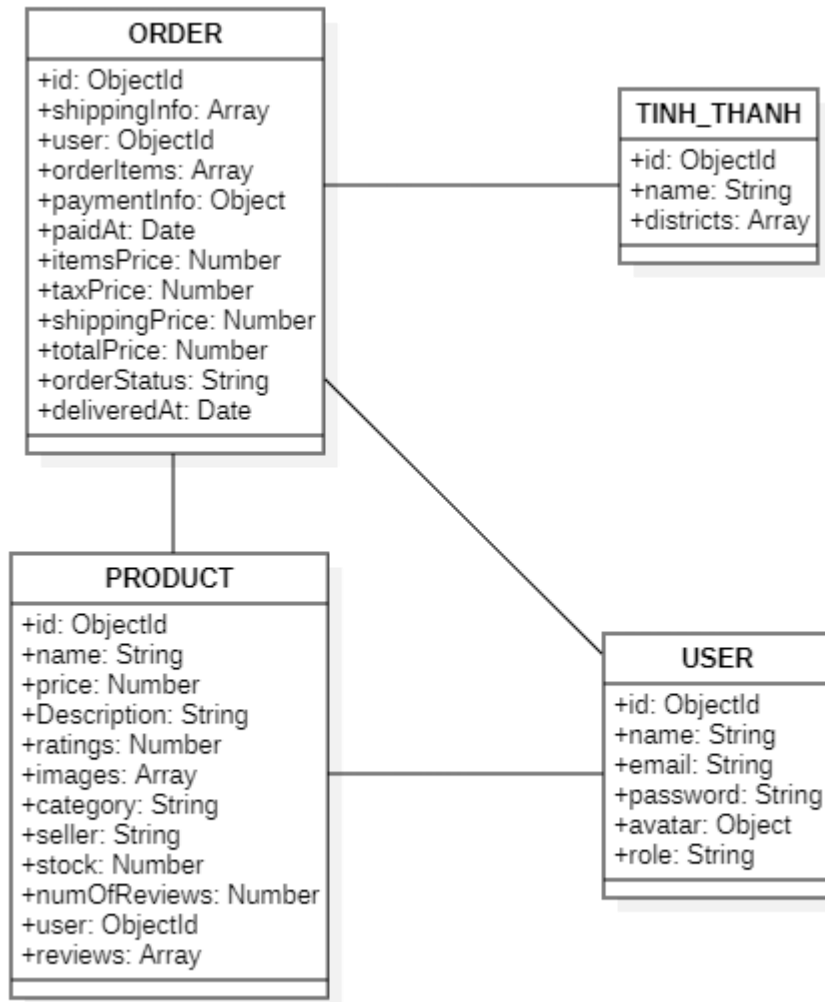 ORDER
+id: ObjectId
+shippingInfo: Array
+user: ObjectId
+orderItems: Array
+paymentInfo: Object
+paidAt: Date
+itemsPrice: Number
+taxPrice: Number
+shippingPrice: Number
+totalPrice: Number
+orderStatus: String
+deliveredAt: Date
TINH_THANH
+id: ObjectId
+name: String
+districts: Array
PRODUCT
+id: ObjectId
+name: String
+price: Number
+Description: String
+ratings: Number
+images: Array
+category: String
+seller: String
+stock: Number
+numOfReviews: Number
+user: ObjectId
+reviews: Array
USER
+id: ObjectId
+name: String
+email: String
+password: String
+avatar: Object
+role: String